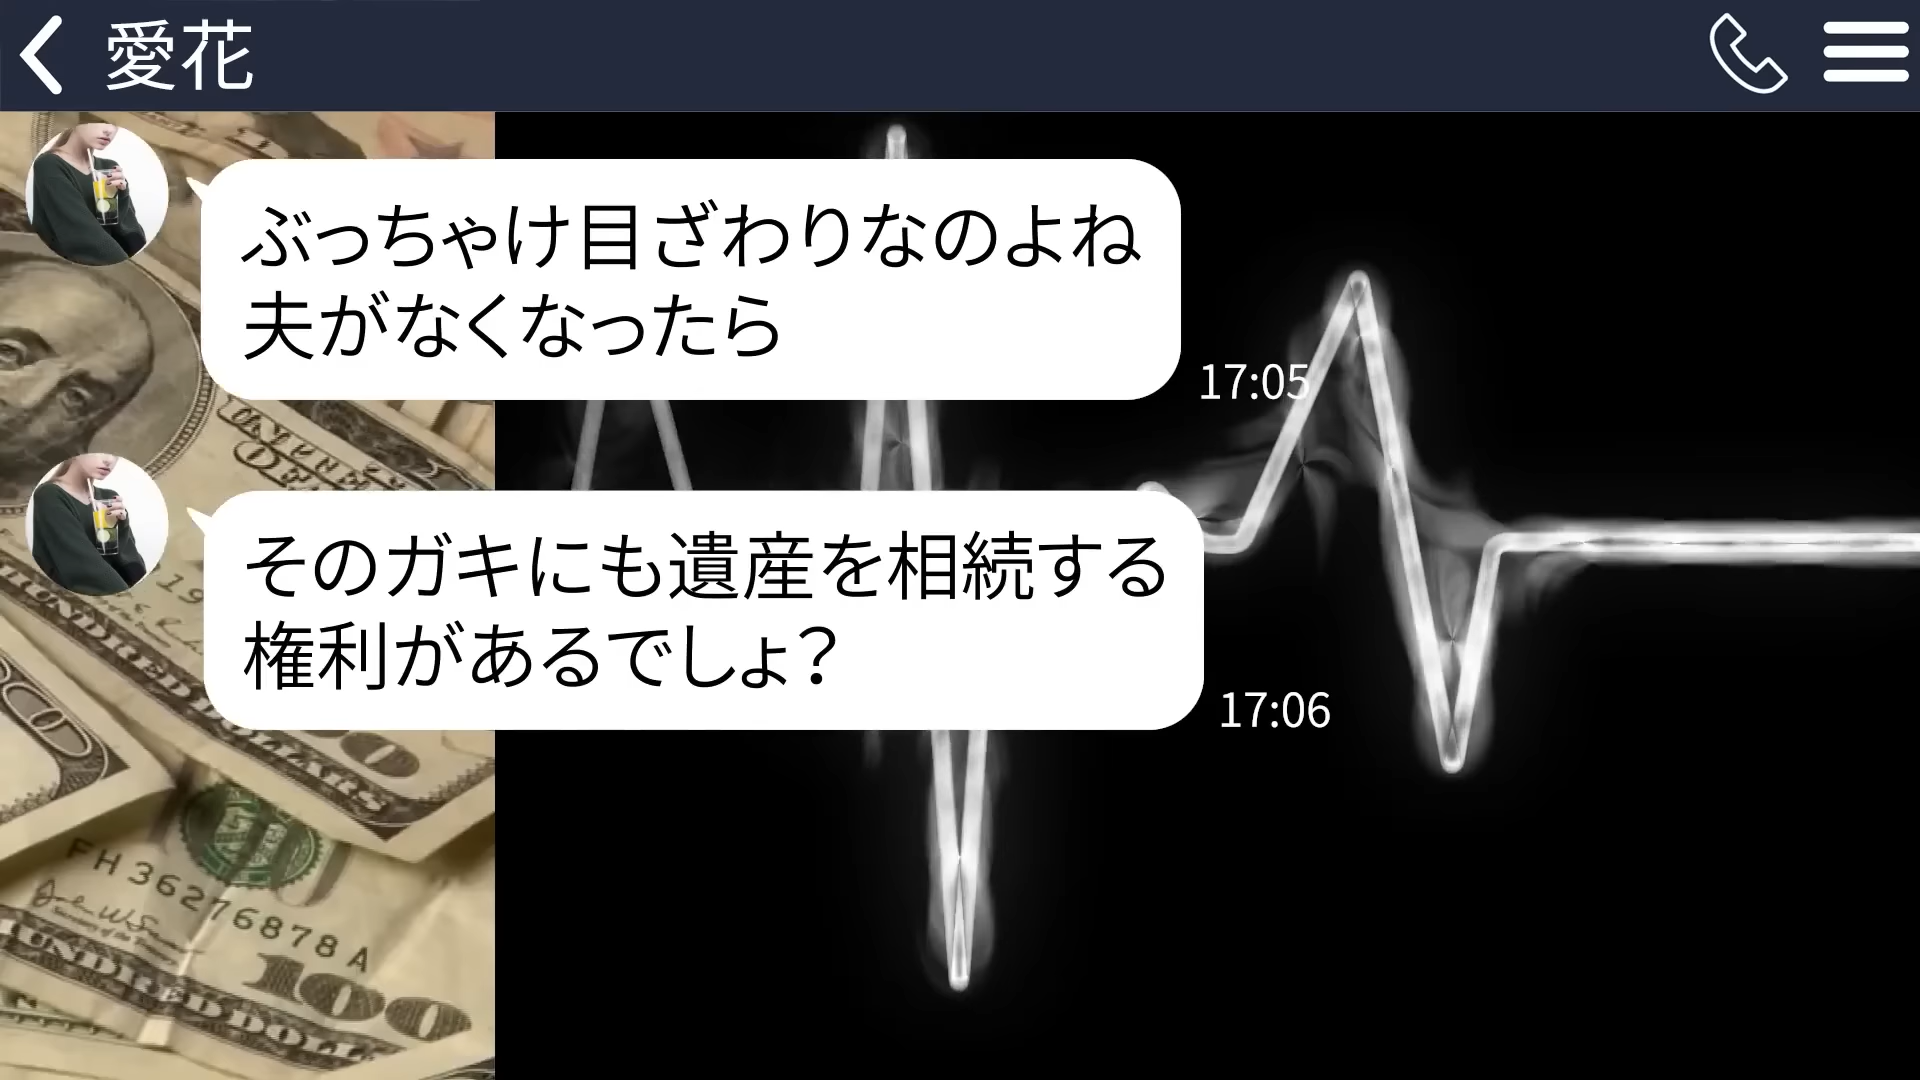 愛花
ぶっちゃけ目ざわりなのよね
夫がなくなったら
17:05
そのガキにも遺産を相続する
権利があるでしょ？
17:06
FH36276878A
100